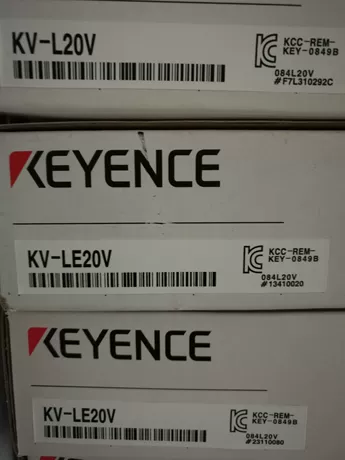 KV-L20V
KCC-REM-
KEY-0849B
084L20V
#F7L310292C
KEYENCE
KV-LE20V
KCC-REM-
KEY-0849B
084L20V
#13410020
KEYENCE
KV-LE20V
KCC-REM-
KEY-0849B
084L20V
#23110080